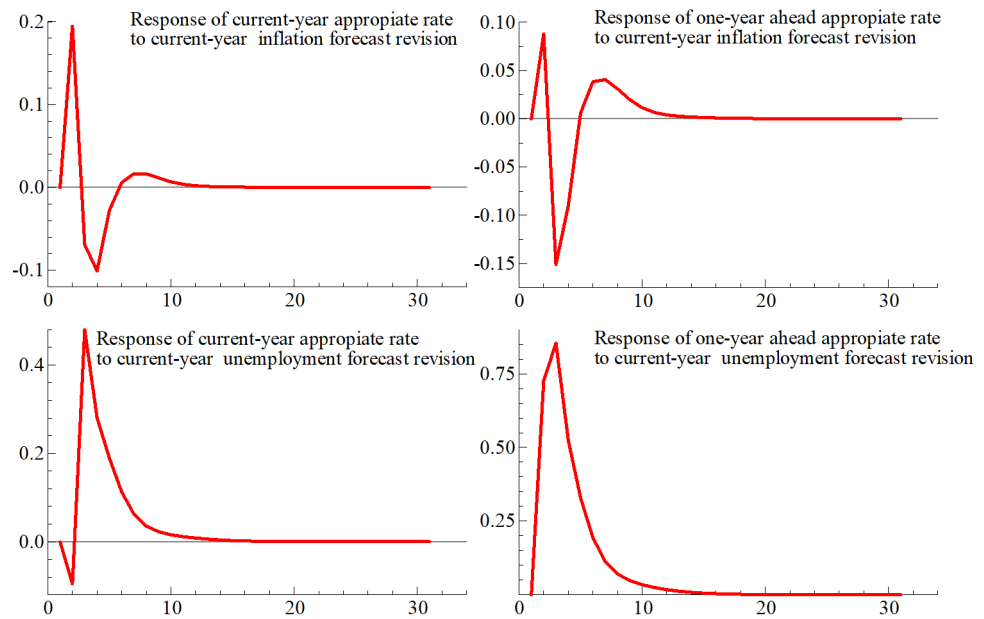 Response of current-year appropiate rate
to current-year inflation forecast revision
0.2
0.1
0.0
-0.1
0 10 20 30
Response of one-year ahead appropiate rate
to current-year inflation forecast revision
0.10
0.05
0.00
-0.05
-0.10
-0.15
0 10 20 30
Response of current-year appropiate rate
to current-year unemployment forecast revision
0.4
0.2
0.0
0 10 20 30
Response of one-year ahead appropiate rate
to current-year unemployment forecast revision
0.75
0.50
0.25
0 10 20 30